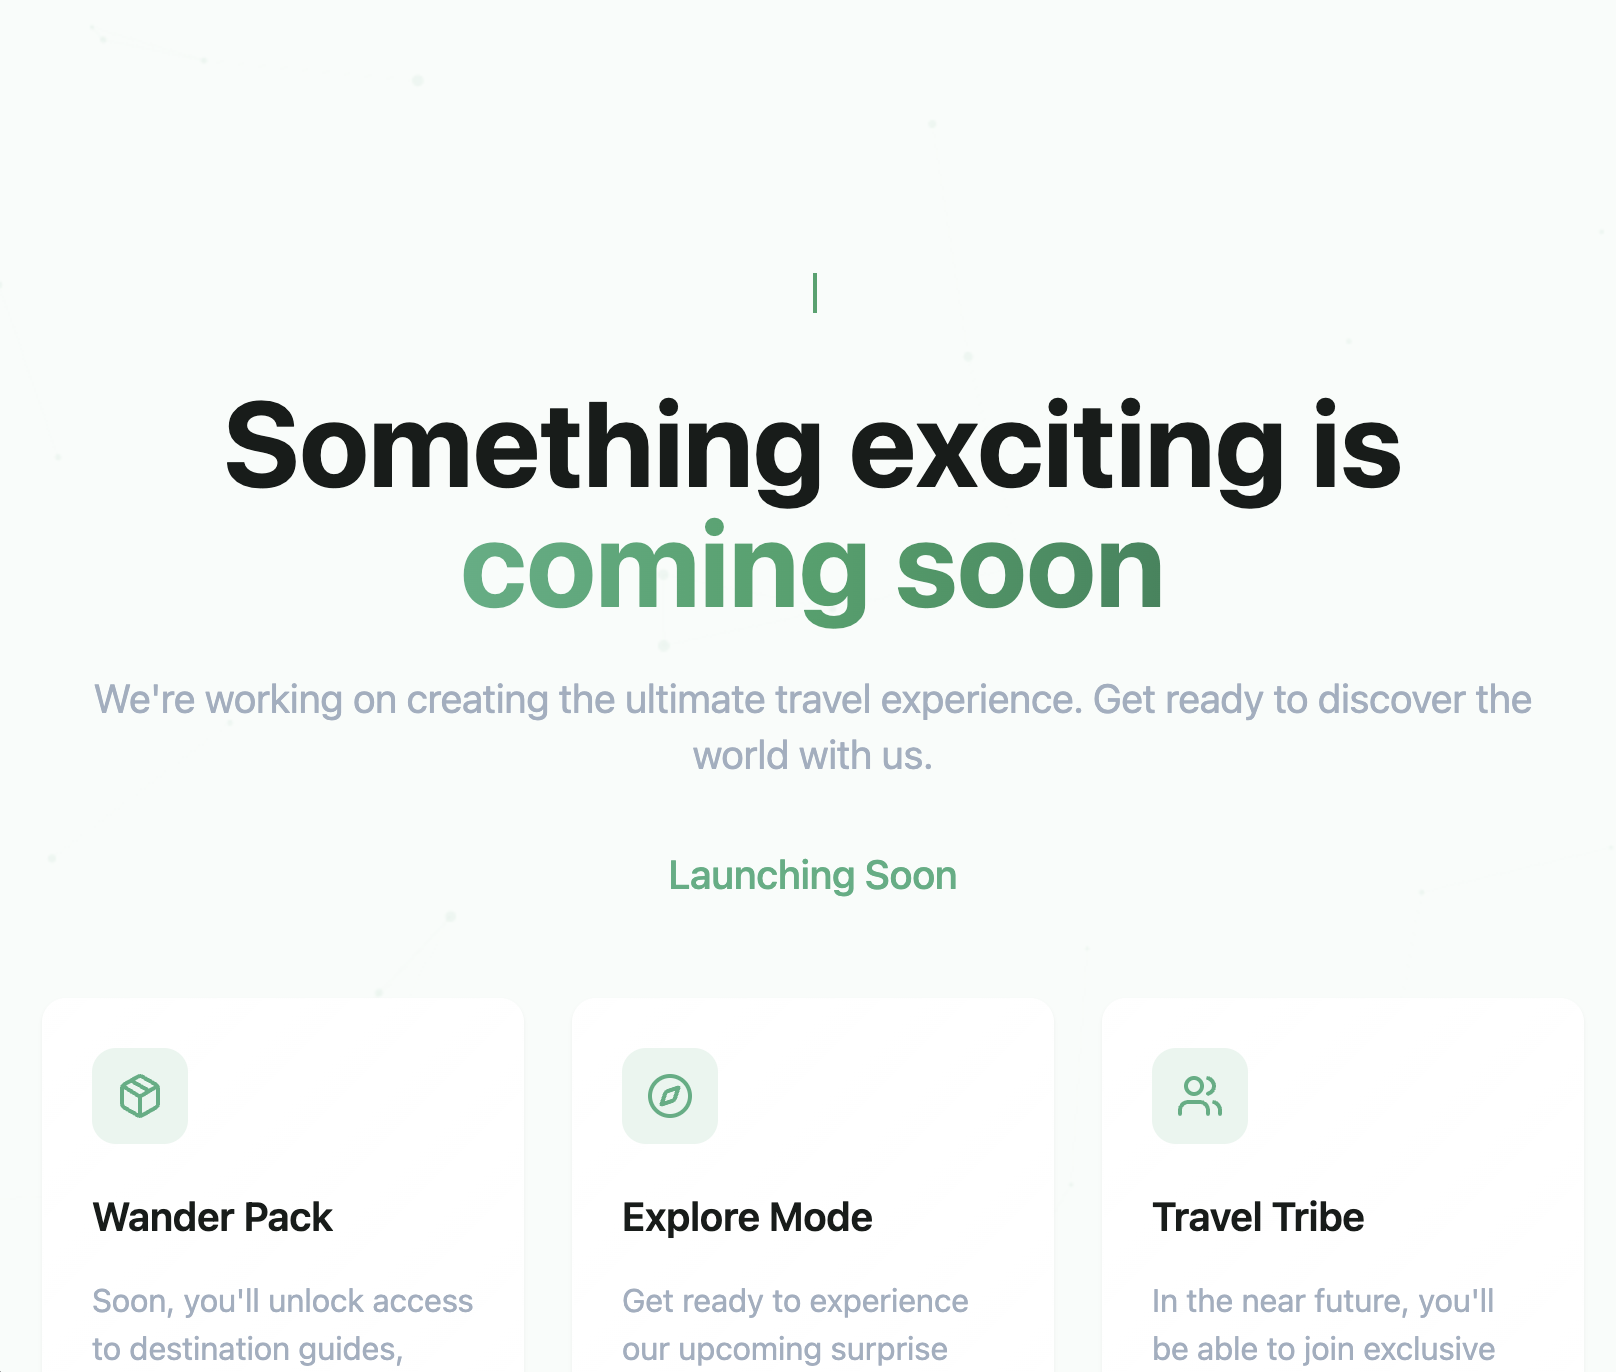 Something exciting is
coming soon
We're working on creating the ultimate travel experience. Get ready to discover the
world with us.
Launching Soon
Wander Pack
Soon, you'll unlock access
to destination guides,
Explore Mode
Get ready to experience
our upcoming surprise
Travel Tribe
In the near future, you'll
be able to join exclusive